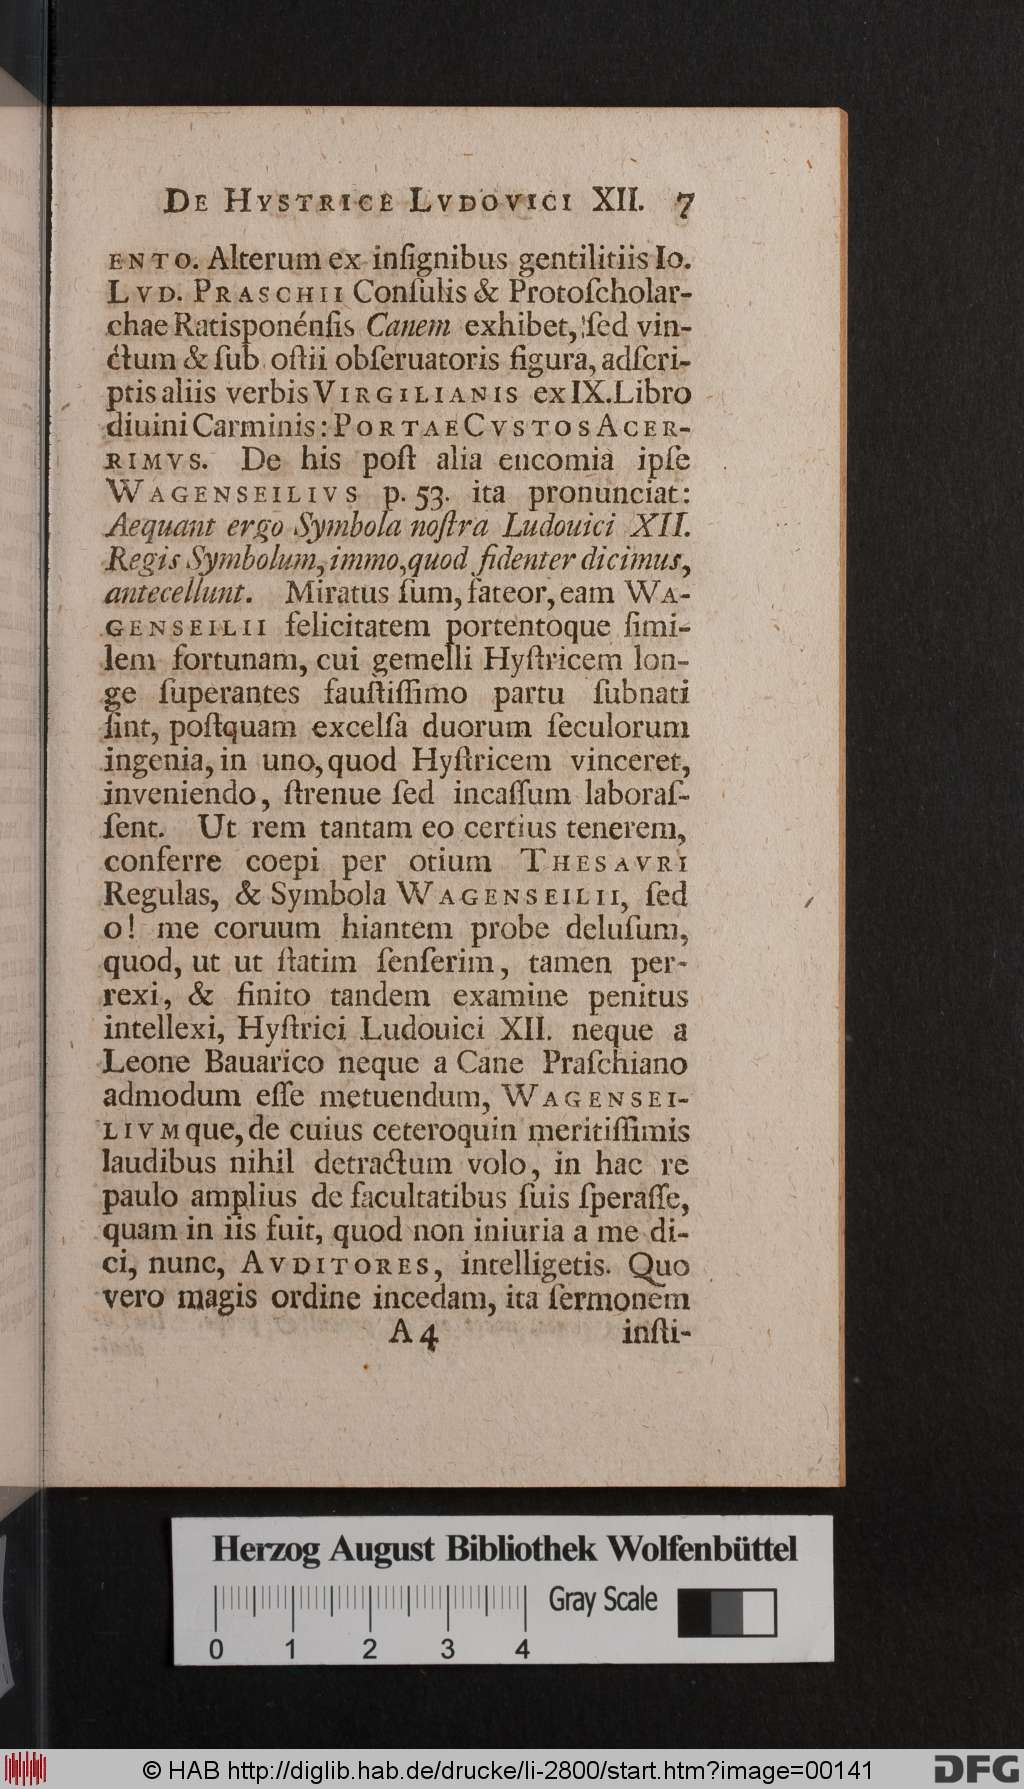 DE HVSTRICE LVDOVICI XII. 7
ENTO. Alterum ex inſignibus gentilitiis Io.
LVD. PRASCHII Conſulis & Protoſcholar-
chae Ratisponénſis Canem exhibet, ſed vin-
ctum & ſub oſtii obſeruatoris figura, adſcri-
ptis aliis verbis VIRGILIANIS ex IX. Libro
diuini Carminis: PORTAE CVSTOS ACER-
RIMVS. De his poſt alia encomia ipſe
WAGENSEILIVS p. 53. ita pronunciat:
Aequant ergo Symbola noſtra Ludouici XII.
Regis Symbolum, immo, quod fidenter dicimus,
antecellunt. Miratus ſum, fateor, eam WA-
GENSEILII felicitatem portentoque ſimi-
lem fortunam, cui gemelli Hyſtricem lon-
ge ſuperantes fauſtiſſimo partu ſubnati
ſint, poſtquam excelſa duorum ſeculorum
ingenia, in uno, quod Hyſtricem vinceret,
inveniendo, ſtrenue ſed incaſſum laboraſ-
ſent. Ut rem tantam eo certius tenerem,
conferre coepi per otium THESAVRI
Regulas, & Symbola WAGENSEILII, ſed
o! me coruum hiantem probe deluſum,
quod, ut ut ſtatim ſenſerim, tamen per-
rexi, & finito tandem examine penitus
intellexi, Hyſtrici Ludouici XII. neque a
Leone Bauarico neque a Cane Praſchiano
admodum eſſe metuendum, WAGENSEI-
LIVMque, de cuius ceteroquin meritiſſimis
laudibus nihil detractum volo, in hac re
paulo amplius de facultatibus ſuis ſperaſſe,
quam in iis fuit, quod non iniuria a me di-
ci, nunc, AVDITORES, intelligetis. Quo
vero magis ordine incedam, ita ſermonem
A 4 inſti-
Herzog August Bibliothek Wolfenbüttel
Gray Scale
0 1 2 3 4
© HAB http://diglib.hab.de/drucke/li-2800/start.htm?image=00141
DFG